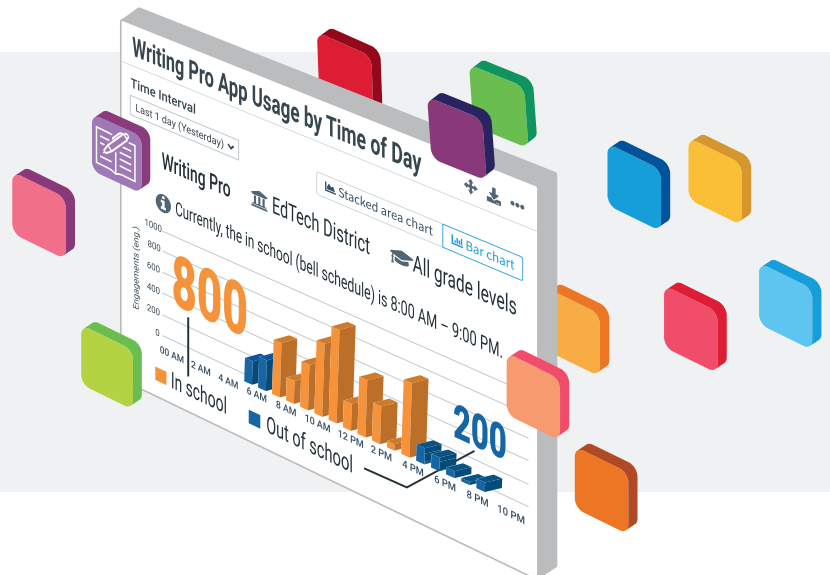 Writing Pro App Usage by Time of Day
Time Interval
Last 1 day (Yesterday)
Writing Pro
EdTech District
All grade levels
Stacked area chart
Bar chart
Currently, the in school (bell schedule) is 8:00 AM – 9:00 PM.
Engagements (eng.)
1000
800
600
400
200
0
800
200
00 AM
2 AM
4 AM
6 AM
8 AM
10 AM
12 PM
2 PM
4 PM
6 PM
8 PM
10 PM
In school
Out of school